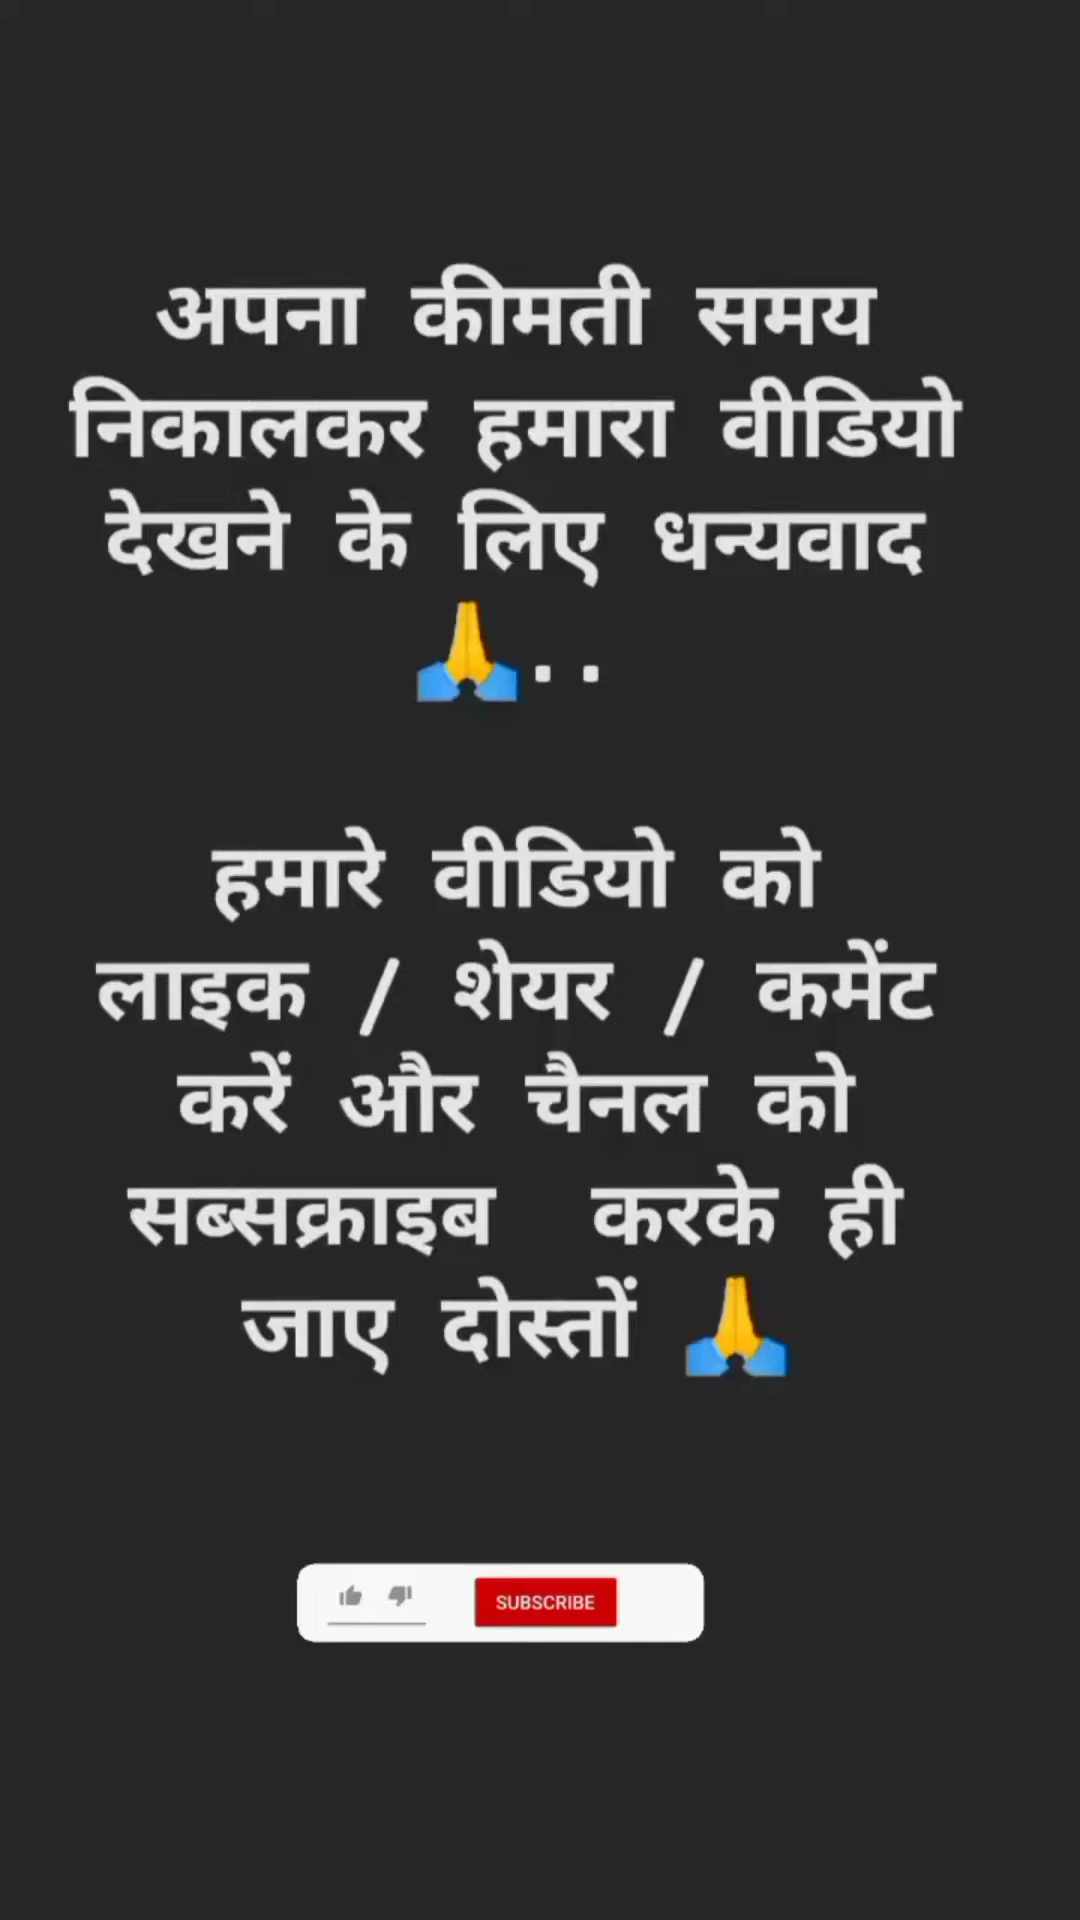 अपना कीमती समय
निकालकर हमारा वीडियो
देखने के लिए धन्यवाद
🙏..
हमारे वीडियो को
लाइक / शेयर / कमेंट
करें और चैनल को
सब्सक्राइब करके ही
जाए दोस्तों 🙏
SUBSCRIBE